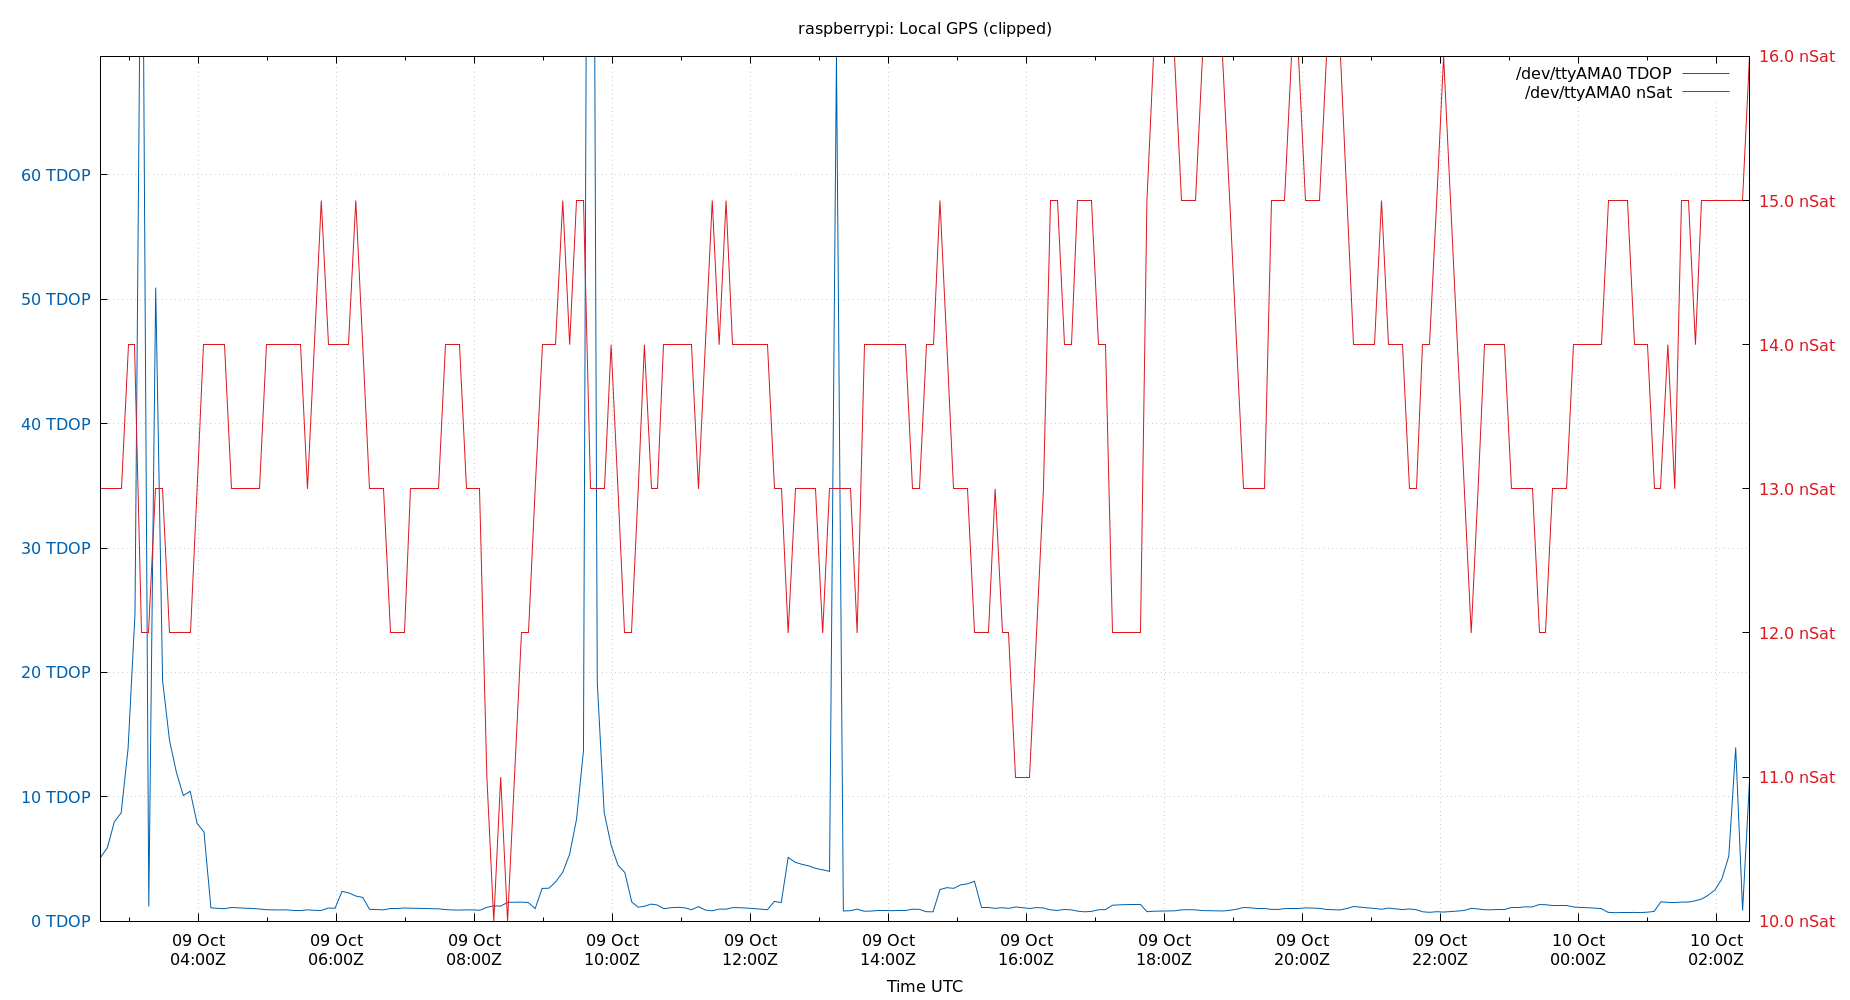 raspberrypi: Local GPS (clipped)
/dev/ttyAMA0 TDOP
/dev/ttyAMA0 nSat
60 TDOP
50 TDOP
40 TDOP
30 TDOP
20 TDOP
10 TDOP
0 TDOP
16.0 nSat
15.0 nSat
14.0 nSat
13.0 nSat
12.0 nSat
11.0 nSat
10.0 nSat
09 Oct
04:00Z
09 Oct
06:00Z
09 Oct
08:00Z
09 Oct
10:00Z
09 Oct
12:00Z
09 Oct
14:00Z
09 Oct
16:00Z
09 Oct
18:00Z
09 Oct
20:00Z
09 Oct
22:00Z
10 Oct
00:00Z
10 Oct
02:00Z
Time UTC